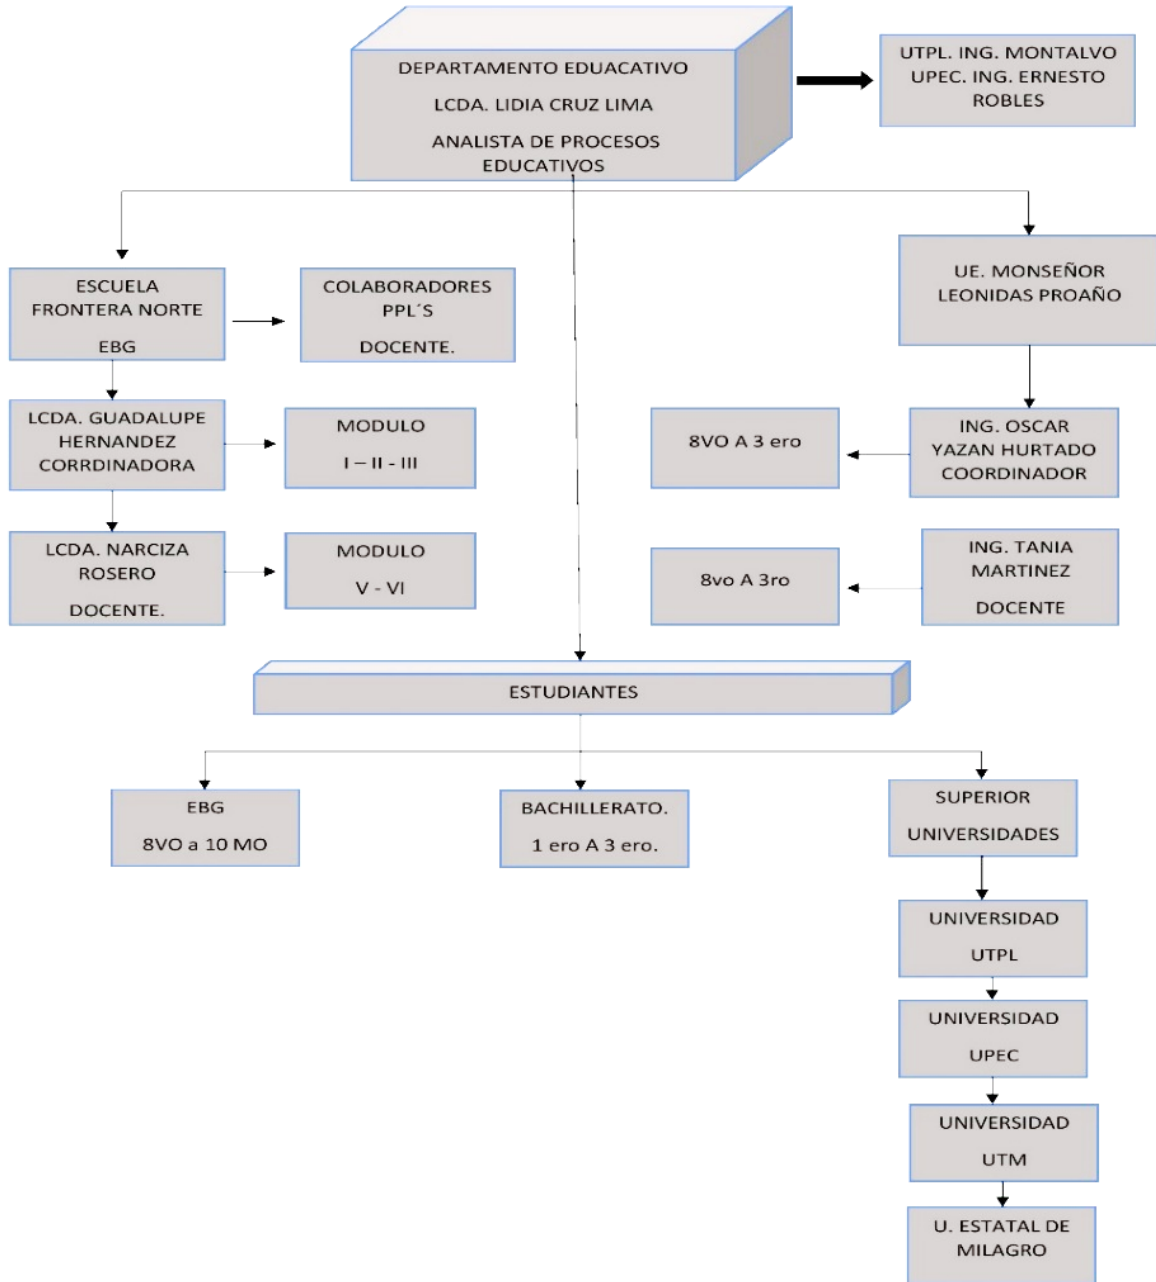 DEPARTAMENTO EDUACATIVO
LCDA. LIDIA CRUZ LIMA
ANALISTA DE PROCESOS
EDUCATIVOS
UTPL. ING. MONTALVO
UPEC. ING. ERNESTO
ROBLES
ESCUELA
FRONTERA NORTE
EBG
COLABORADORES
PPL´S
DOCENTE.
UE. MONSEÑOR
LEONIDAS PROAÑO
LCDA. GUADALUPE
HERNANDEZ
CORRDINADORA
MODULO
I – II - III
8VO A 3 ero
ING. OSCAR
YAZAN HURTADO
COORDINADOR
LCDA. NARCIZA
ROSERO
DOCENTE.
MODULO
V - VI
8vo A 3ro
ING. TANIA
MARTINEZ
DOCENTE
ESTUDIANTES
EBG
8VO a 10 MO
BACHILLERATO.
1 ero A 3 ero.
SUPERIOR
UNIVERSIDADES
UNIVERSIDAD
UTPL
UNIVERSIDAD
UPEC
UNIVERSIDAD
UTM
U. ESTATAL DE
MILAGRO